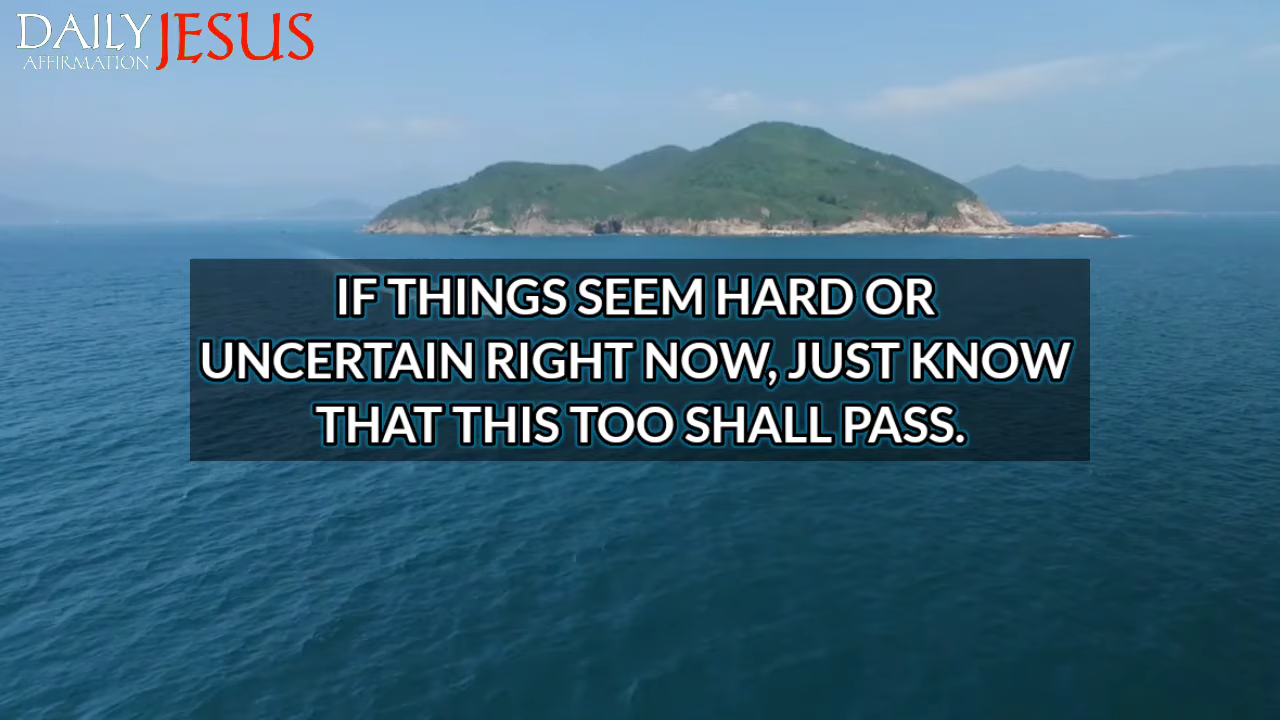 DAILY JESUS
AFFIRMATION
IF THINGS SEEM HARD OR
UNCERTAIN RIGHT NOW, JUST KNOW
THAT THIS TOO SHALL PASS.